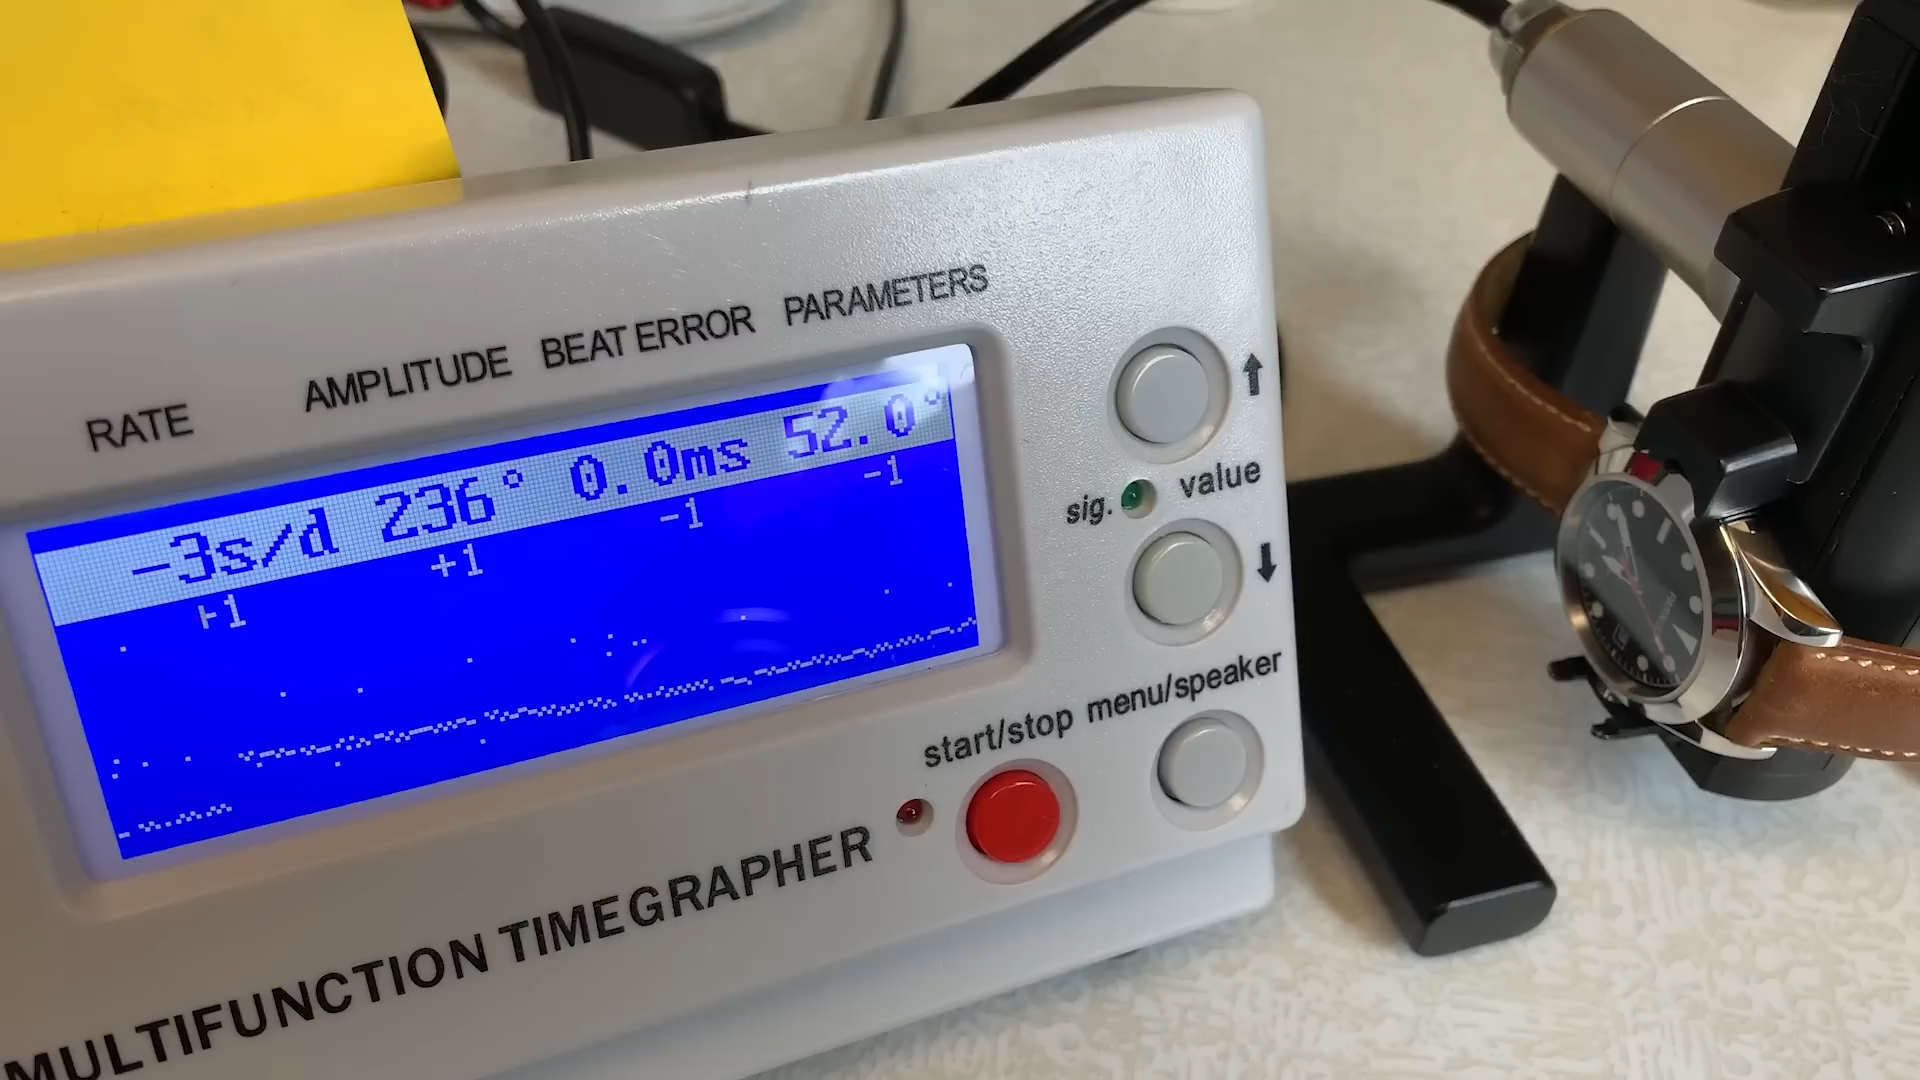 RATE AMPLITUDE BEAT ERROR PARAMETERS
-3s/d 236° 0.0ms 52.0°
+1 +1 -1 -1
sig. value
start/stop menu/speaker
MULTIFUNCTION TIMEGRAPHER